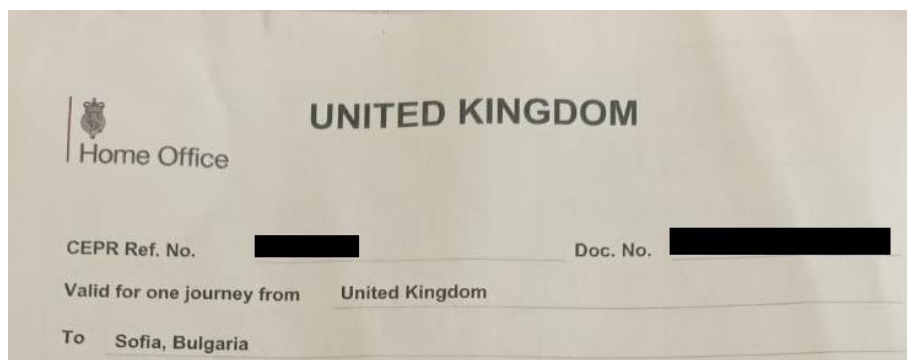 UNITED KINGDOM
Home Office
CEPR Ref. No. Doc. No.
Valid for one journey from United Kingdom
To Sofia, Bulgaria